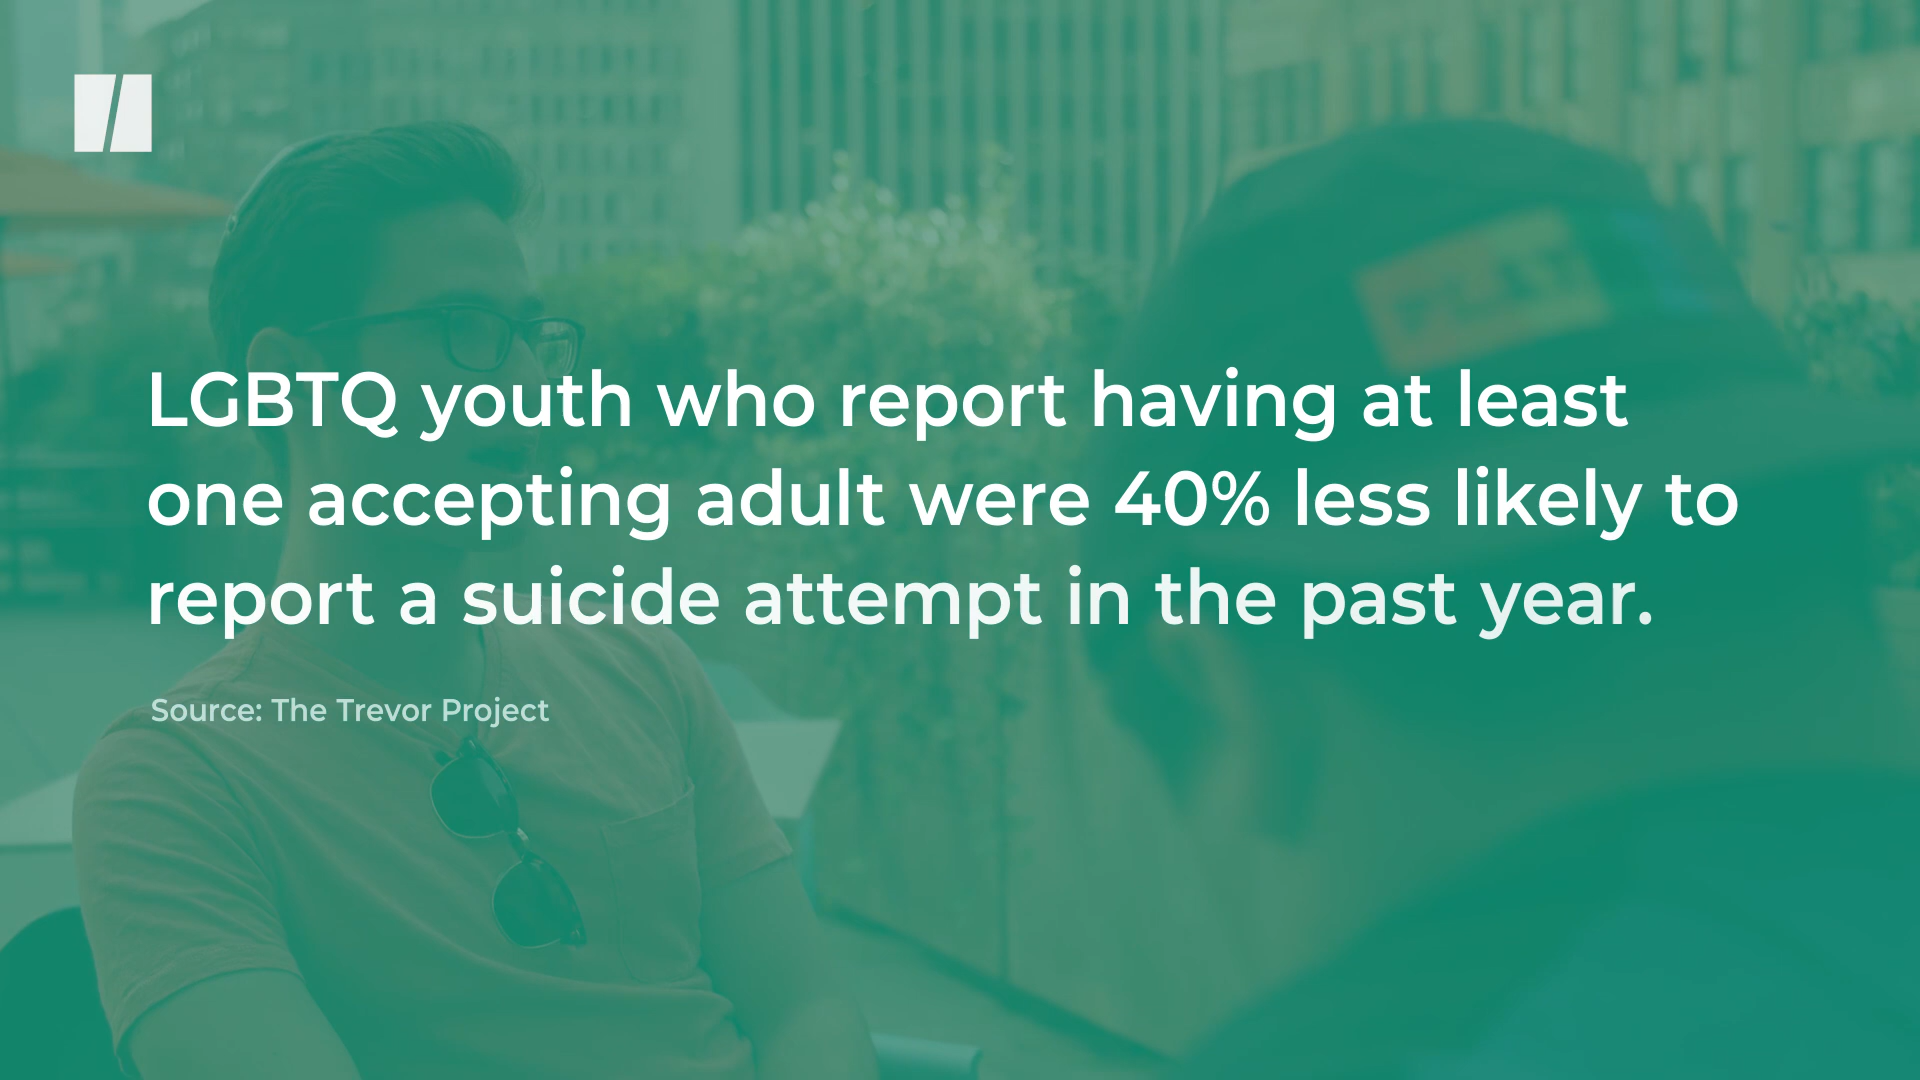 LGBTQ youth who report having at least
one accepting adult were 40% less likely to
report a suicide attempt in the past year.
Source: The Trevor Project